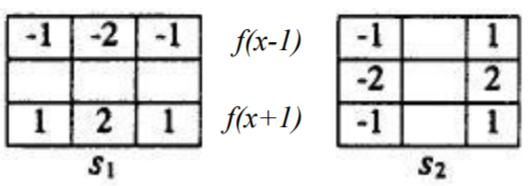 -1 -2 -1 f(x-1) -1 1
-2 2
1 2 1 f(x+1) -1 1
s1 s2